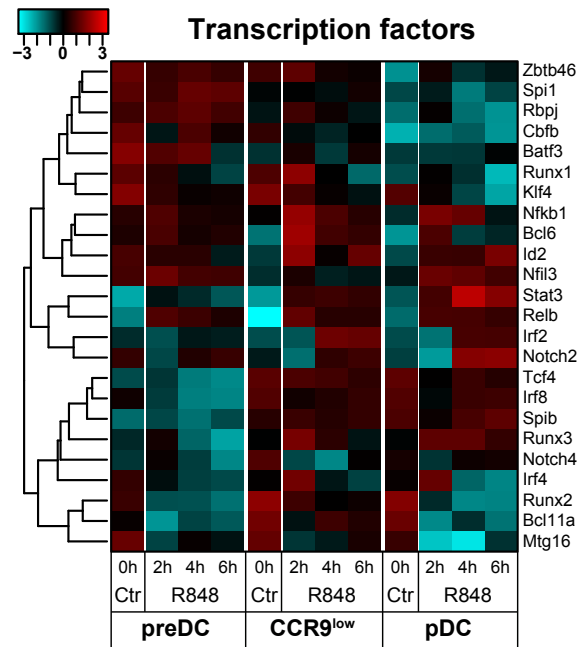 Transcription factors
−3 0 3
Zbtb46
Spi1
Rbpj
Cbfb
Batf3
Runx1
Klf4
Nfkb1
Bcl6
Id2
Nfil3
Stat3
Relb
Irf2
Notch2
Tcf4
Irf8
Spib
Runx3
Notch4
Irf4
Runx2
Bcl11a
Mtg16
0h 2h 4h 6h 0h 2h 4h 6h 0h 2h 4h 6h
Ctr R848 Ctr R848 Ctr R848
preDC CCR9low pDC